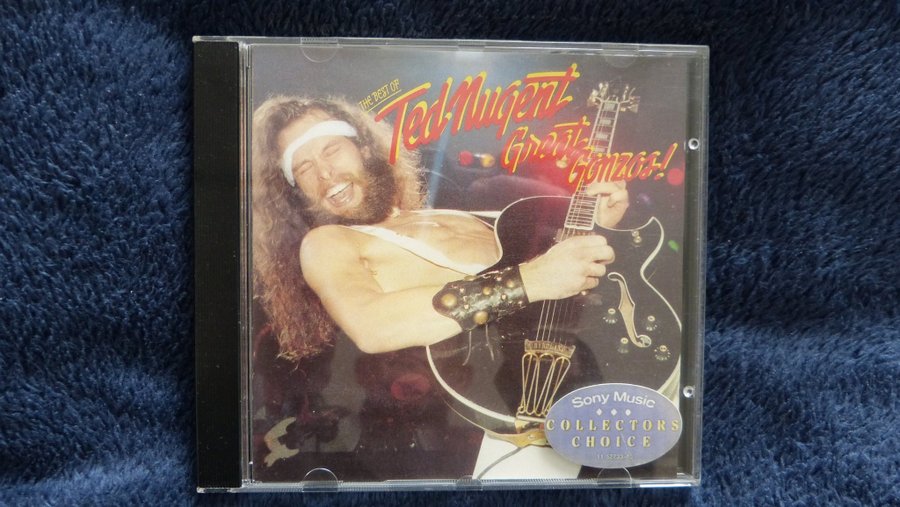 THE BEST OF
Ted Nugent
Great
Gonzos!
Sony Music
COLLECTORS
CHOICE